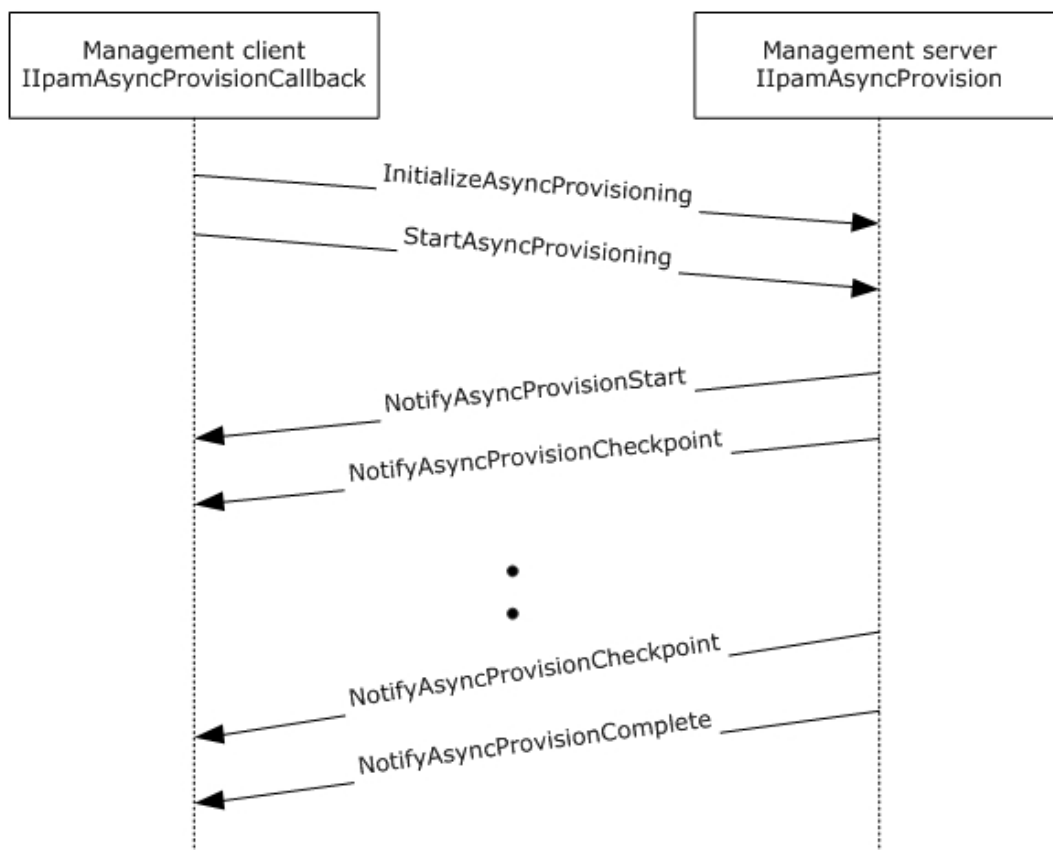 Management client
IIpamAsyncProvisionCallback
Management server
IIpamAsyncProvision
InitializeAsyncProvisioning
StartAsyncProvisioning
NotifyAsyncProvisionStart
NotifyAsyncProvisionCheckpoint
NotifyAsyncProvisionCheckpoint
NotifyAsyncProvisionComplete